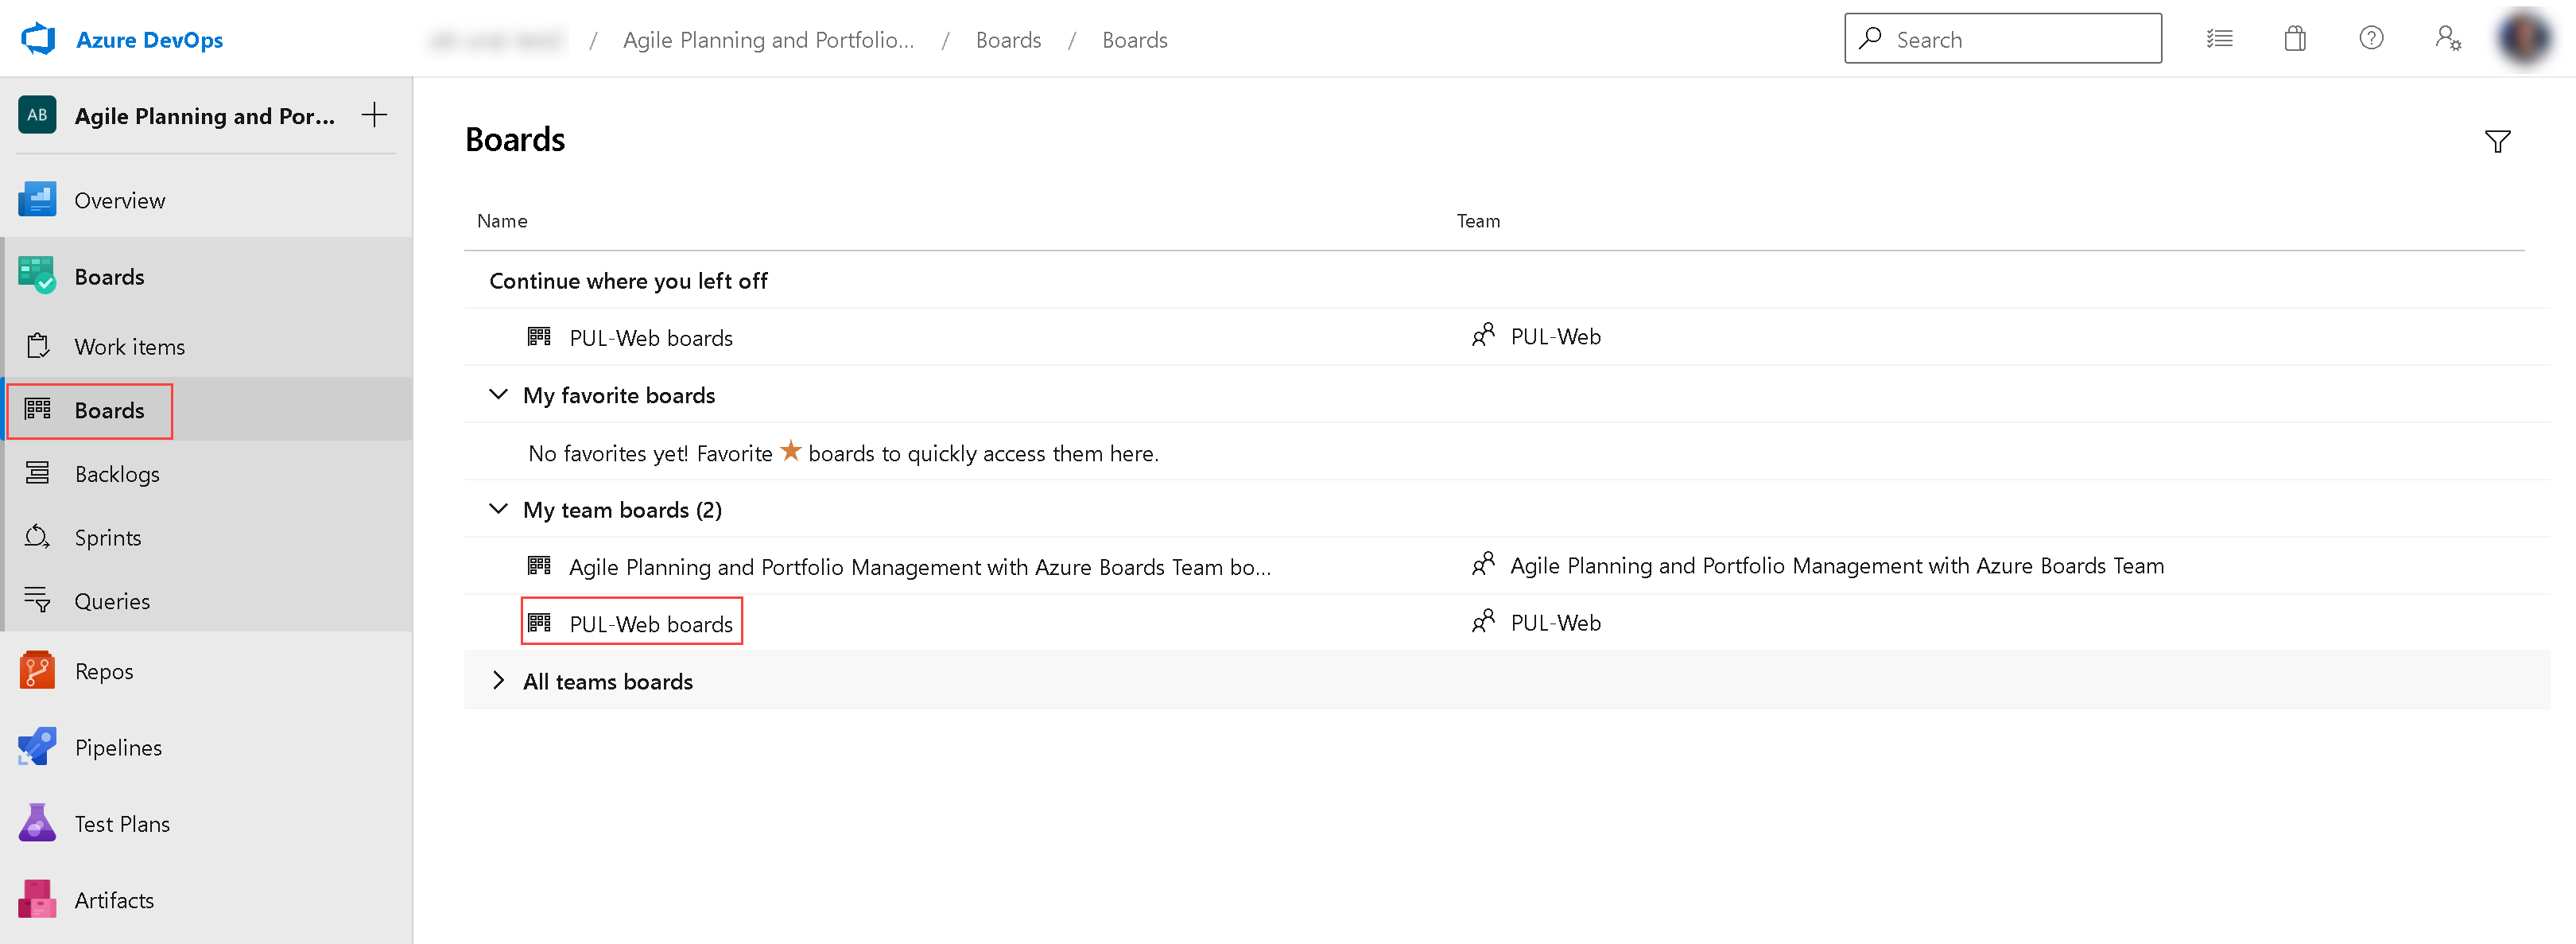 Azure DevOps
/ Agile Planning and Portfolio... / Boards / Boards
Search
AB
Agile Planning and Por...
Overview
Boards
Work items
Boards
Backlogs
Sprints
Queries
Repos
Pipelines
Test Plans
Artifacts
Boards
Name Team
Continue where you left off
PUL-Web boards PUL-Web
My favorite boards
No favorites yet! Favorite ★ boards to quickly access them here.
My team boards (2)
Agile Planning and Portfolio Management with Azure Boards Team bo... Agile Planning and Portfolio Management with Azure Boards Team
PUL-Web boards PUL-Web
All teams boards